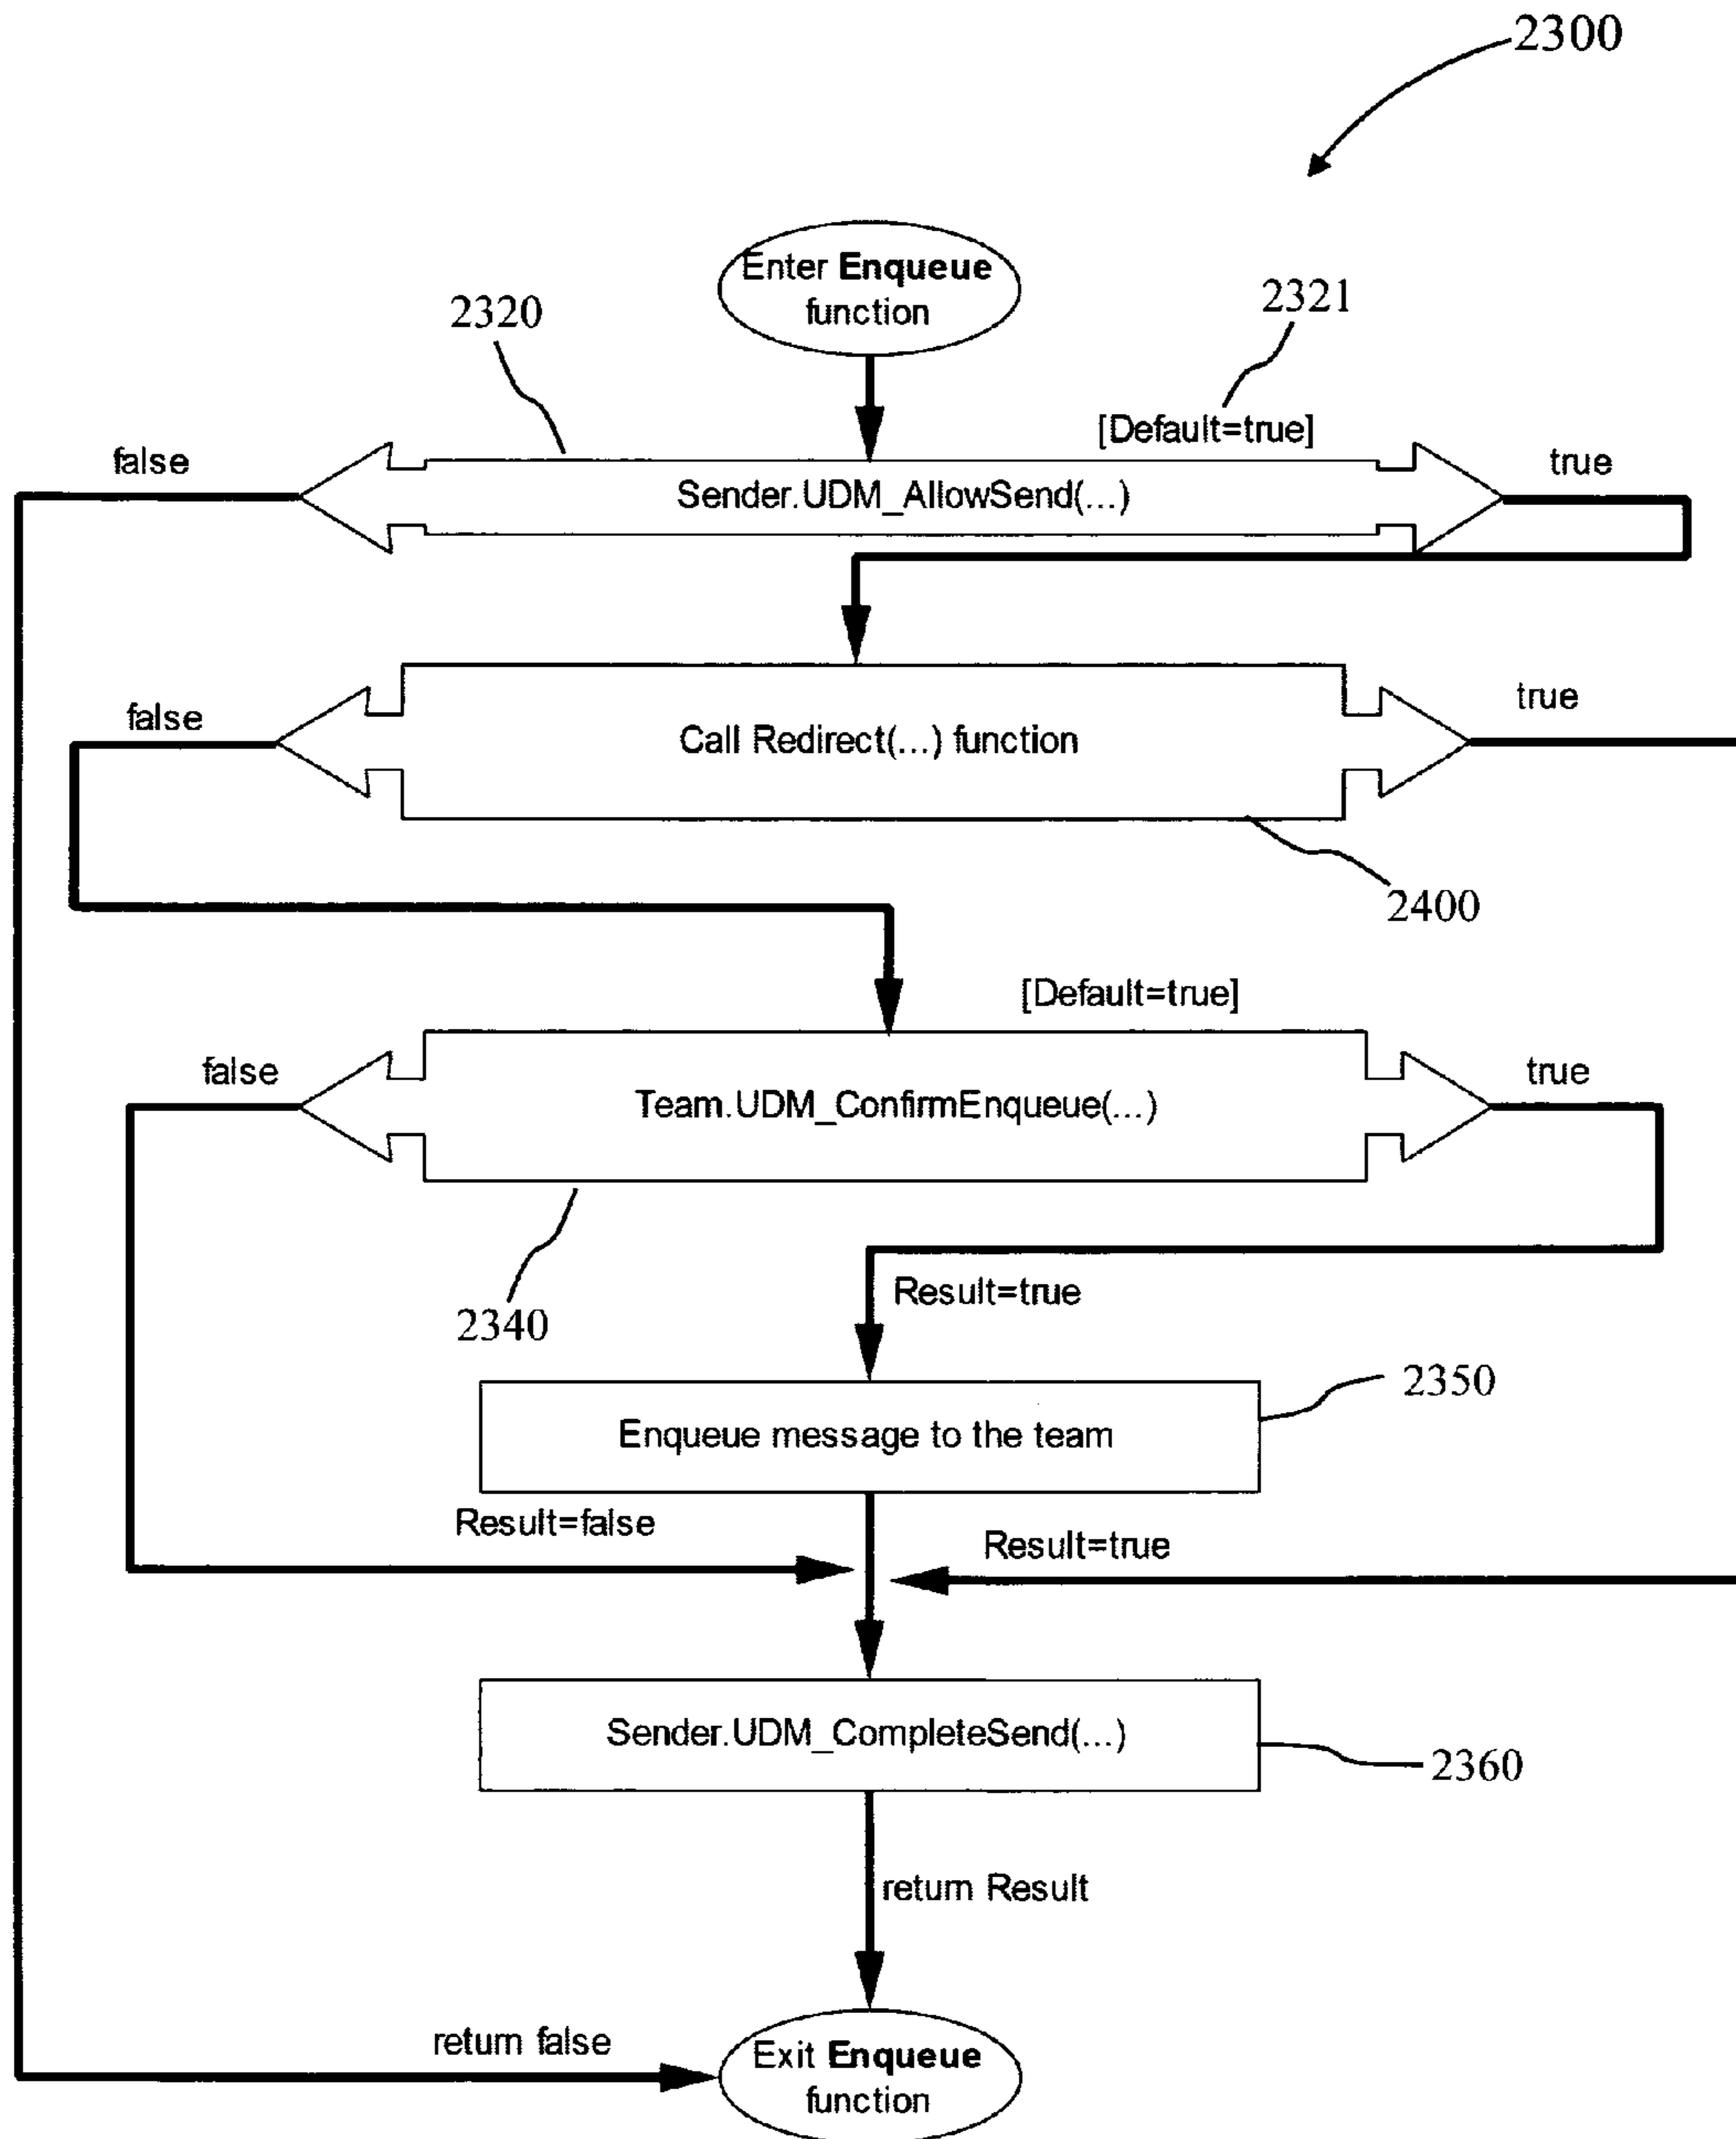 2300
Enter Enqueue
function
2320
2321
[Default=true]
false
true
Sender.UDM_AllowSend(...)
false
true
Call Redirect(...) function
2400
[Default=true]
false
true
Team.UDM_ConfirmEnqueue(...)
Result=true
2340
2350
Enqueue message to the team
Result=false
Result=true
Sender.UDM_CompleteSend(...)
2360
return Result
return false
Exit Enqueue
function